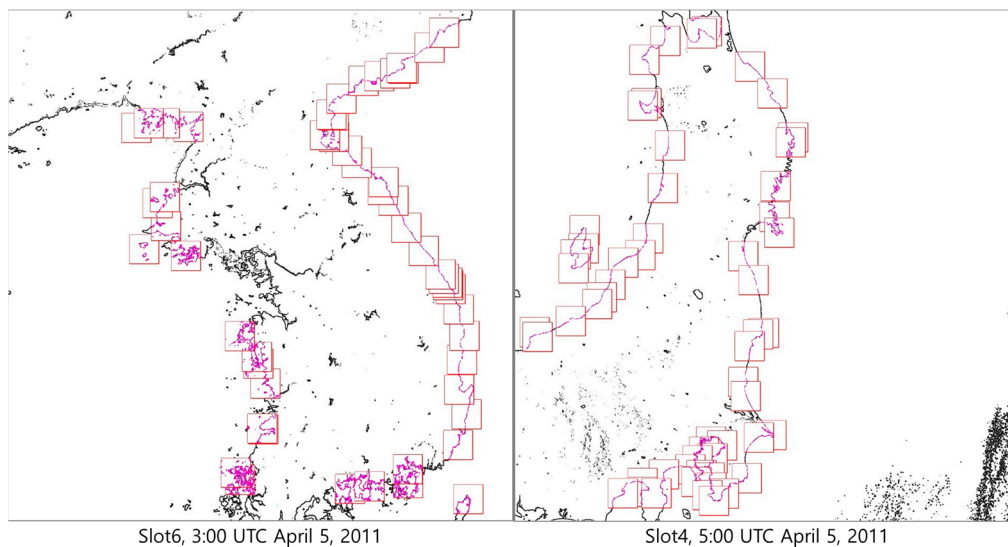 Slot6, 3:00 UTC April 5, 2011
Slot4, 5:00 UTC April 5, 2011